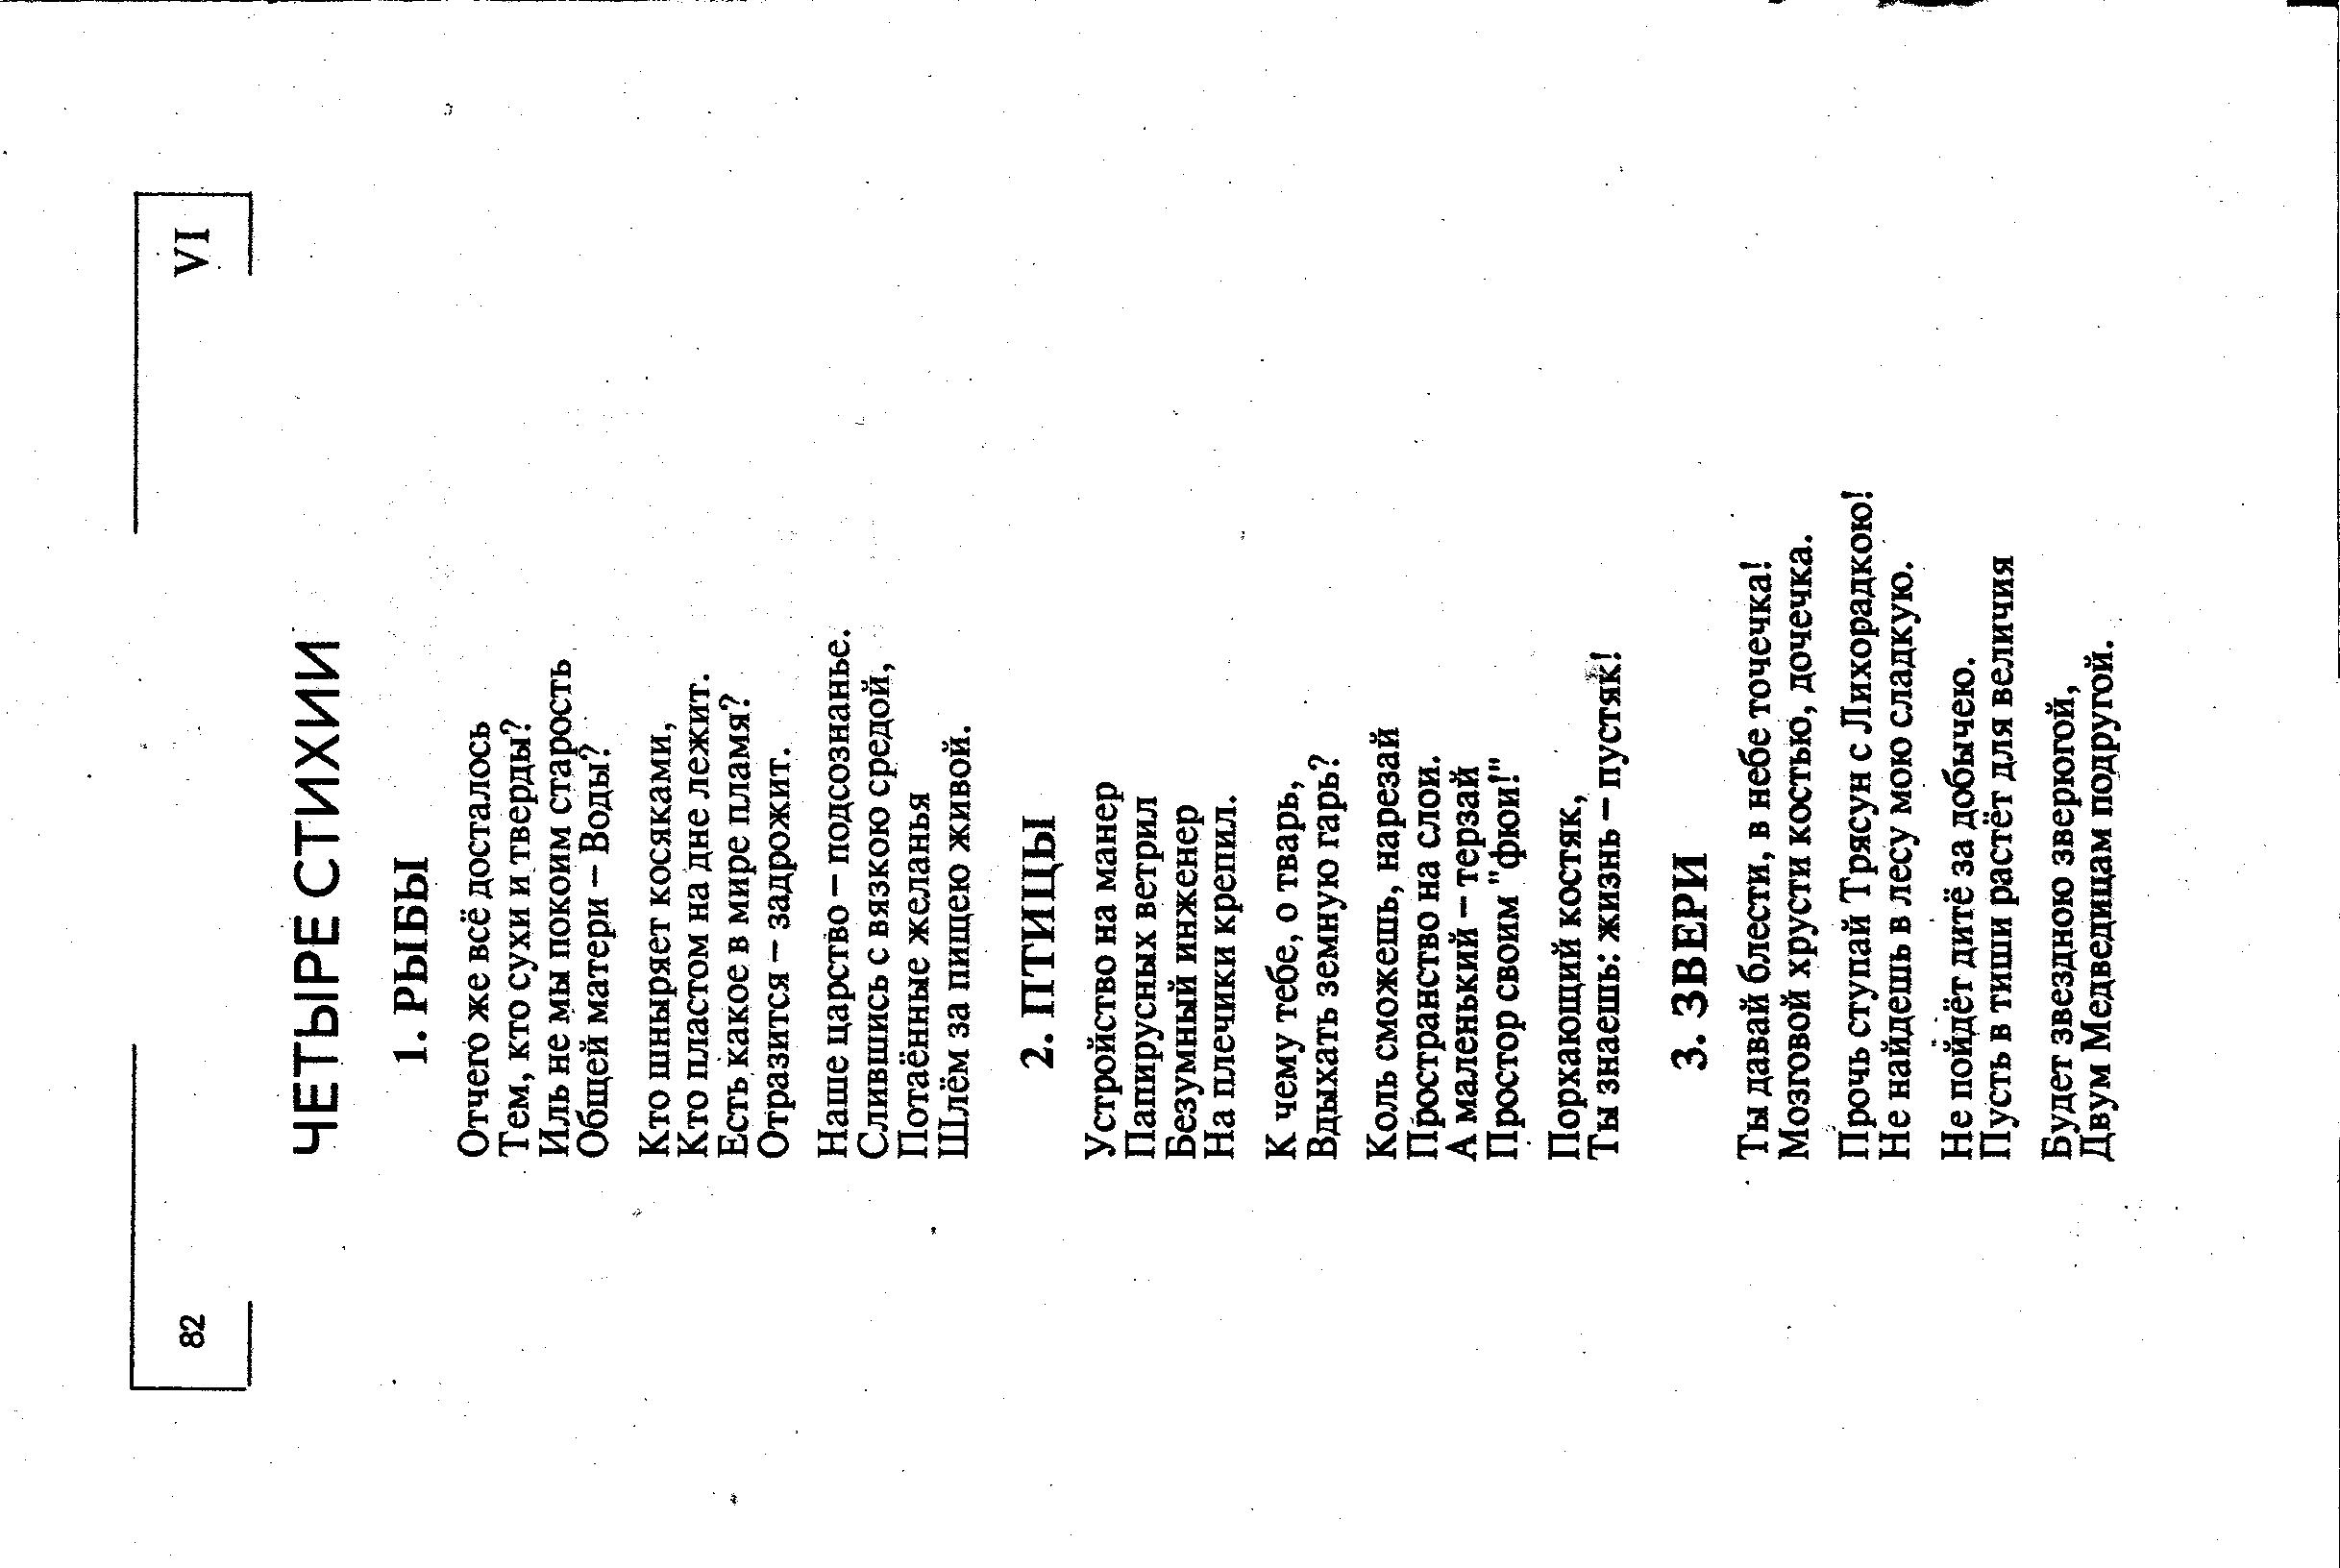 82
VI
ЧЕТЫРЕ СТИХИИ
1. РЫБЫ
Отчего же всё досталось
Тем, кто сухи и тверды?
Иль не мы покоим старость
Общей матери – Воды?
Кто шныряет косяками,
Кто пластом на дне лежит.
Есть какое в мире пламя?
Отразится – задрожит.
Наше царство – подсознанье.
Слившись с вязкою средой,
Потаённые желанья
Шлём за пищею живой.
2. ПТИЦЫ
Устройство на манер
Папирусных ветрил
Безумный инженер
На плечики крепил.
К чему тебе, о тварь,
Вдыхать земную гарь?
Коль сможешь, нарезай
Пространство на слои.
А маленький – терзай
Простор своим "фюи!"
Порхающий костяк,
Ты знаешь: жизнь – пустяк!
3. ЗВЕРИ
Ты давай блести, в небе точечка!
Мозговой хрусти костью, дочечка.
Прочь ступай Трясун с Лихорадкою!
Не найдешь в лесу мою сладкую.
Не пойдёт дитё за добычею.
Пусть в тиши растёт для величия
Будет звездною зверюгой,
Двум Медведицам подругой.